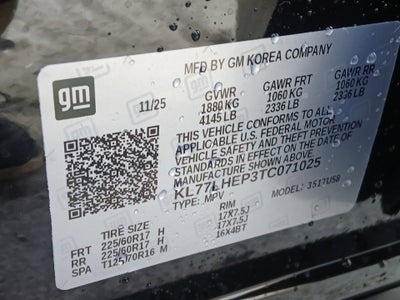 MFD BY GM KOREA COMPANY
gm
11/25 GVWR GAWR FRT GAWR RR
1880 KG 1060 KG 1060 KG
4145 LB 2336 LB 2336 LB
THIS VEHICLE CONFORMS TO ALL
APPLICABLE U.S. FEDERAL MOTOR
VEHICLE SAFETY BUMPER, AND THEFT PREVENTION
STANDARDS IN EFFECT ON THE DATE OF
MANUFACTURE SHOWN ABOVE.
KL77LHEP3TC071025
TYPE: MPV MODEL: JS17US8
TIRE SIZE RIM
FRT 225/60R17 H 17X7.5J
RR 225/60R17 H 17X7.5J
SPA T125/70R16 M 16X4BT